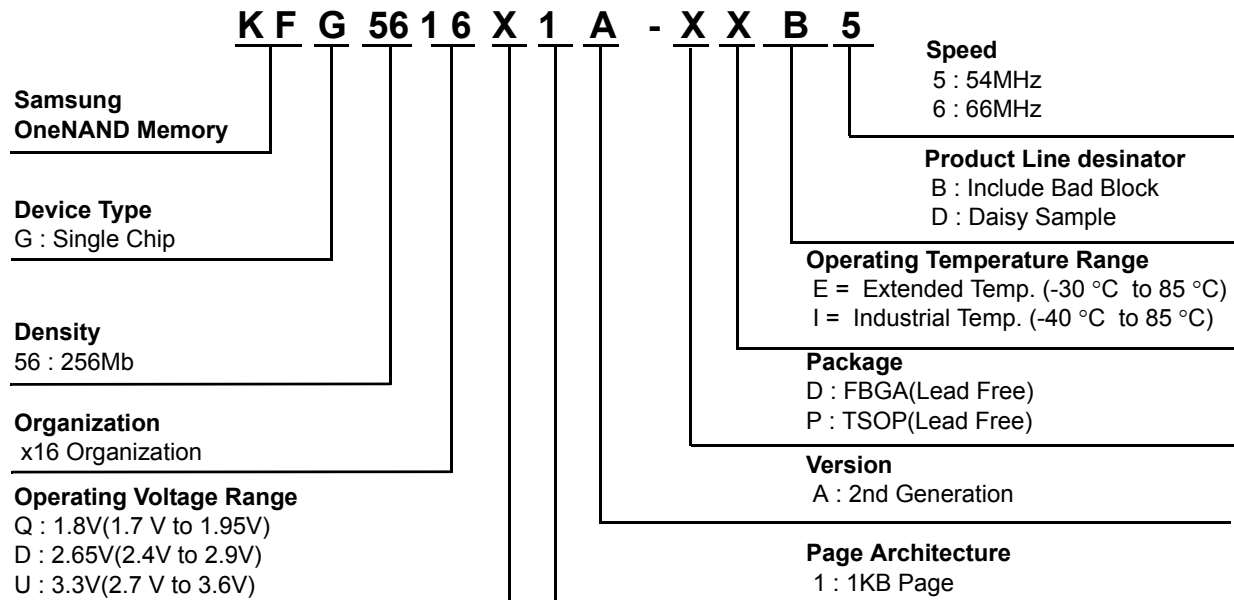 K F G 56 1 6 X 1 A - X X B 5
Samsung
OneNAND Memory
Device Type
G : Single Chip
Density
56 : 256Mb
Organization
x16 Organization
Operating Voltage Range
Q : 1.8V(1.7 V to 1.95V)
D : 2.65V(2.4V to 2.9V)
U : 3.3V(2.7 V to 3.6V)
Speed
5 : 54MHz
6 : 66MHz
Product Line desinator
B : Include Bad Block
D : Daisy Sample
Operating Temperature Range
E = Extended Temp. (-30 °C to 85 °C)
I = Industrial Temp. (-40 °C to 85 °C)
Package
D : FBGA(Lead Free)
P : TSOP(Lead Free)
Version
A : 2nd Generation
Page Architecture
1 : 1KB Page